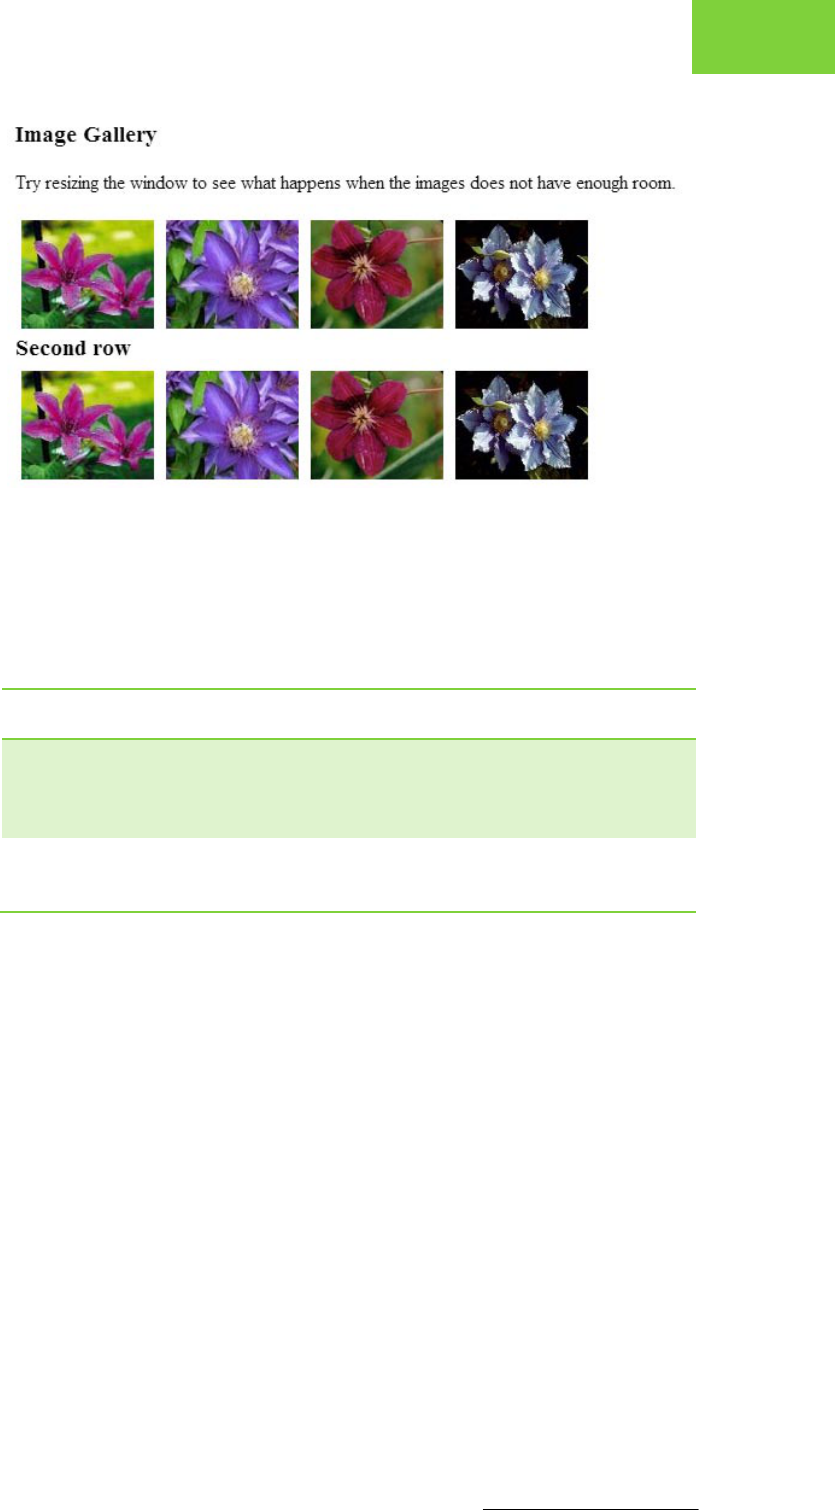 Image Gallery
Try resizing the window to see what happens when the images does not have enough room.
Second row